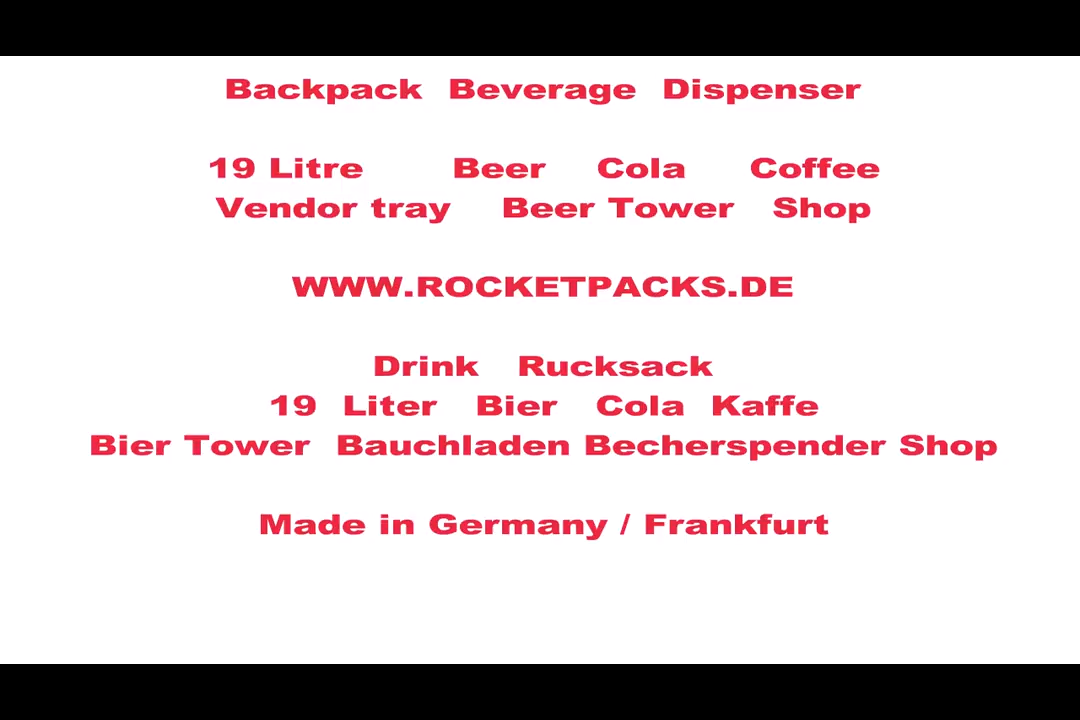 Backpack Beverage Dispenser
19 Litre Beer Cola Coffee
Vendor tray Beer Tower Shop
WWW.ROCKETPACKS.DE
Drink Rucksack
19 Liter Bier Cola Kaffe
Bier Tower Bauchladen Becherspender Shop
Made in Germany / Frankfurt